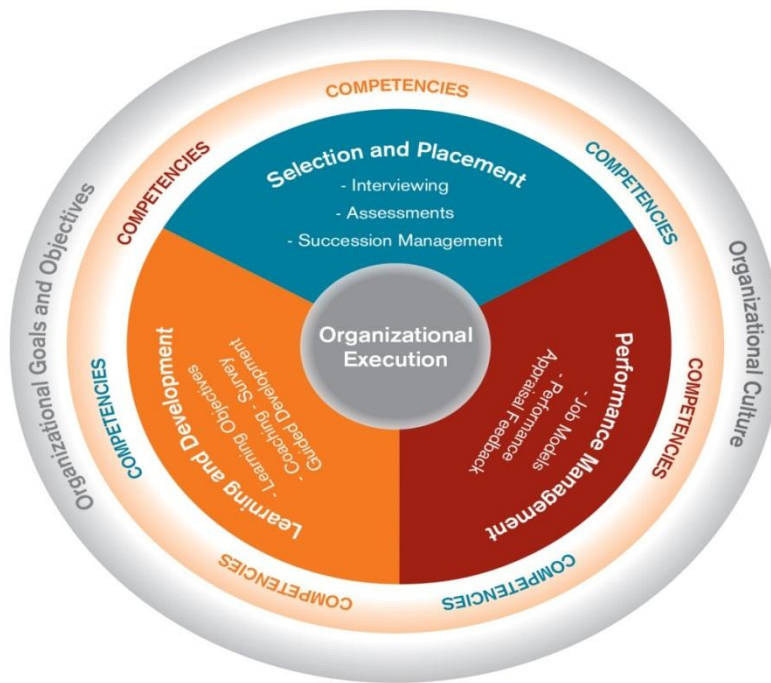 COMPETENCIES
COMPETENCIES
COMPETENCIES
COMPETENCIES
COMPETENCIES
COMPETENCIES
COMPETENCIES
Organizational Goals and Objectives
Organizational Culture
Selection and Placement
- Interviewing
- Assessments
- Succession Management
Organizational
Execution
Performance Management
- Job Models
- Performance
Appraisal Feedback
Learning and Development
- Learning Objectives
- Coaching - Survey
Guided Development